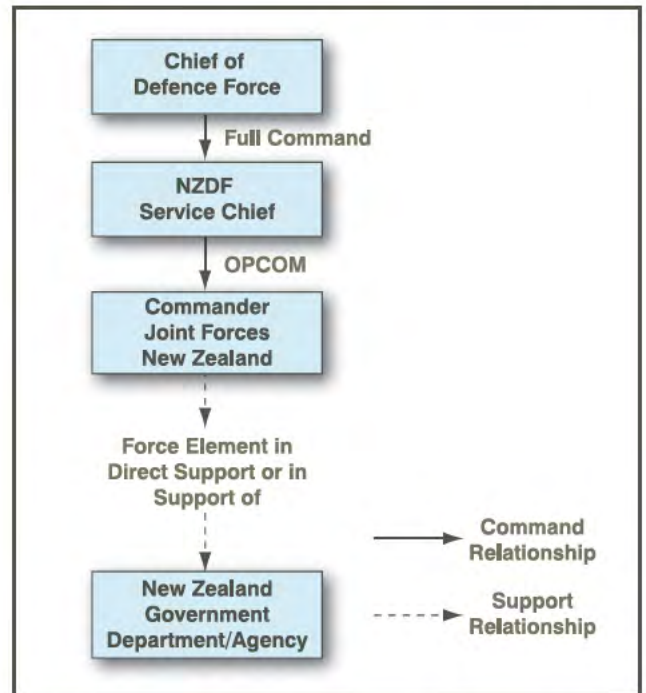 Chief of
Defence Force
Full Command
NZDF
Service Chief
OPCOM
Commander
Joint Forces
New Zealand
Force Element in
Direct Support or in
Support of
New Zealand
Government
Department/Agency
Command
Relationship
Support
Relationship